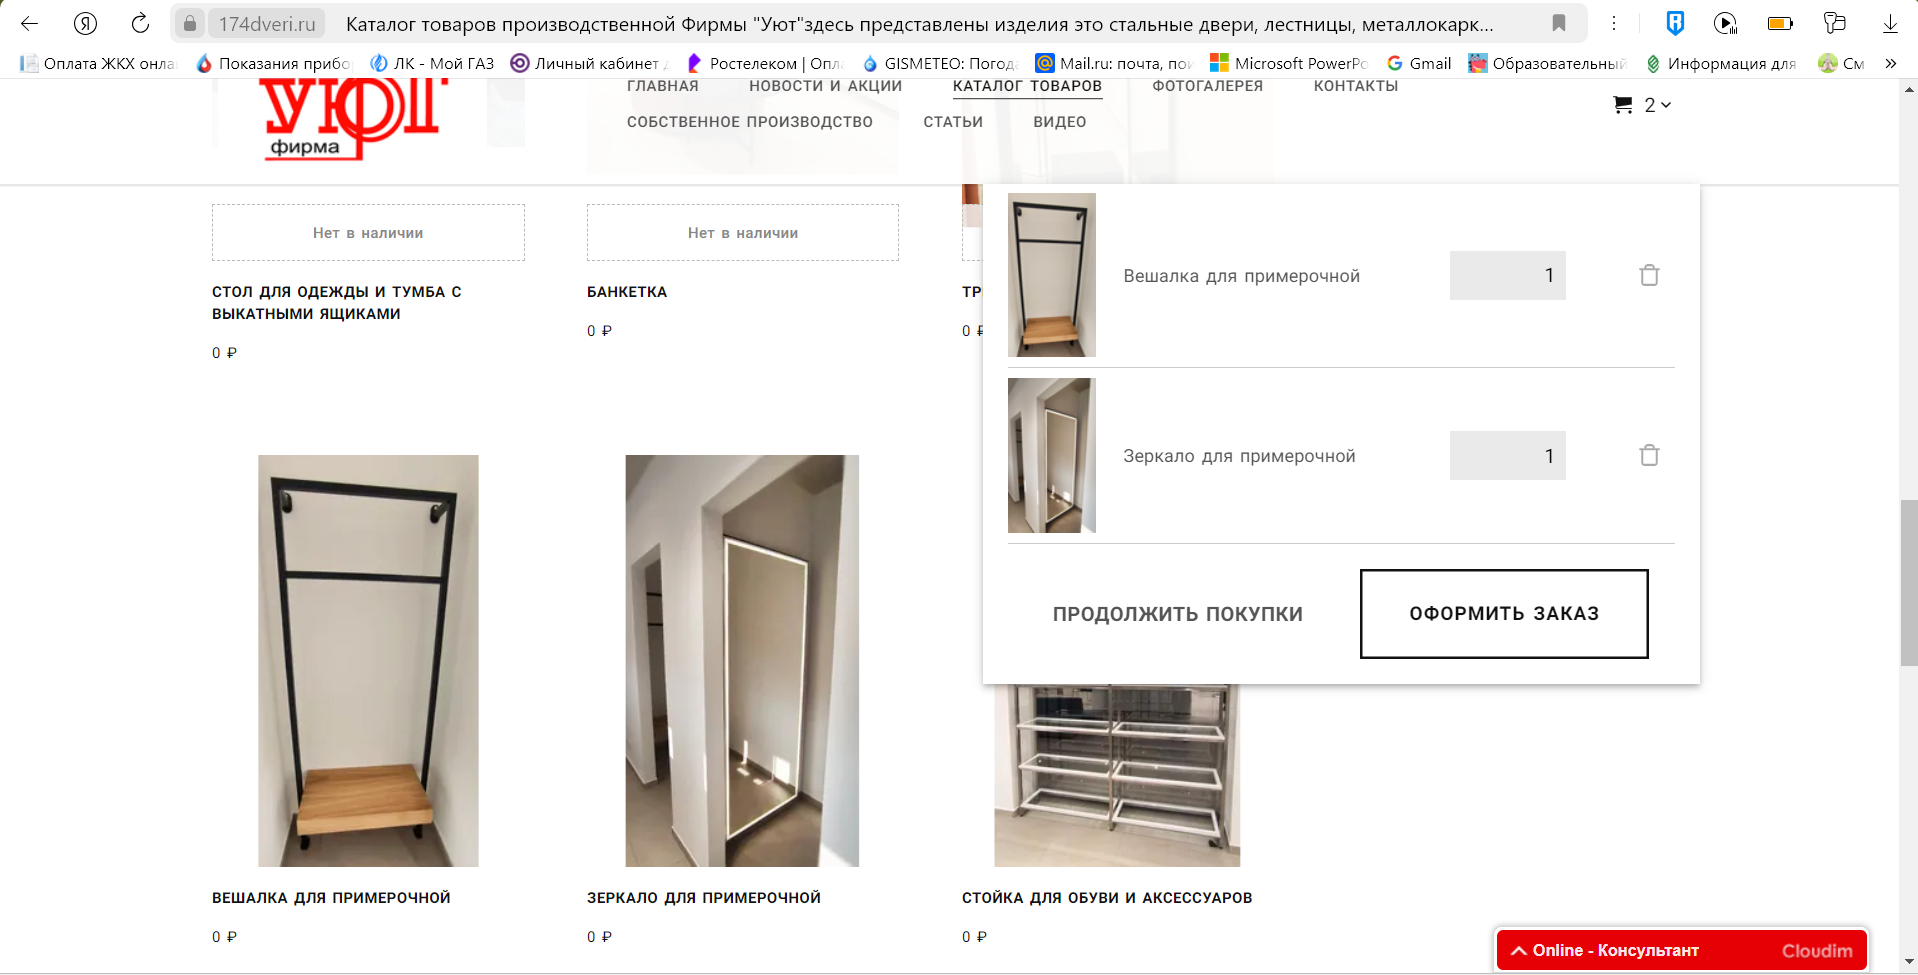 174dveri.ru
Каталог товаров производственной Фирмы "Уют"здесь представлены изделия это стальные двери, лестницы, металлокарк...
Оплата ЖКХ онла
Показания прибо
ЛК - Мой ГАЗ
Личный кабинет
Ростелеком | Опла
GISMETEO: Погода
Mail.ru: почта, пои
Microsoft PowerPo
Gmail
Образовательный
Информация для
См
УЮТ
фирма
ГЛАВНАЯ
НОВОСТИ И АКЦИИ
КАТАЛОГ ТОВАРОВ
ФОТОГАЛЕРЕЯ
КОНТАКТЫ
СОБСТВЕННОЕ ПРОИЗВОДСТВО
СТАТЬИ
ВИДЕО
2
Нет в наличии
Нет в наличии
СТОЛ ДЛЯ ОДЕЖДЫ И ТУМБА С
ВЫКАТНЫМИ ЯЩИКАМИ
0 ₽
БАНКЕТКА
0 ₽
ТР
0 ₽
Вешалка для примерочной
1
Зеркало для примерочной
1
ПРОДОЛЖИТЬ ПОКУПКИ
ОФОРМИТЬ ЗАКАЗ
ВЕШАЛКА ДЛЯ ПРИМЕРОЧНОЙ
0 ₽
ЗЕРКАЛО ДЛЯ ПРИМЕРОЧНОЙ
0 ₽
СТОЙКА ДЛЯ ОБУВИ И АКСЕССУАРОВ
0 ₽
Online - Консультант
Cloudim